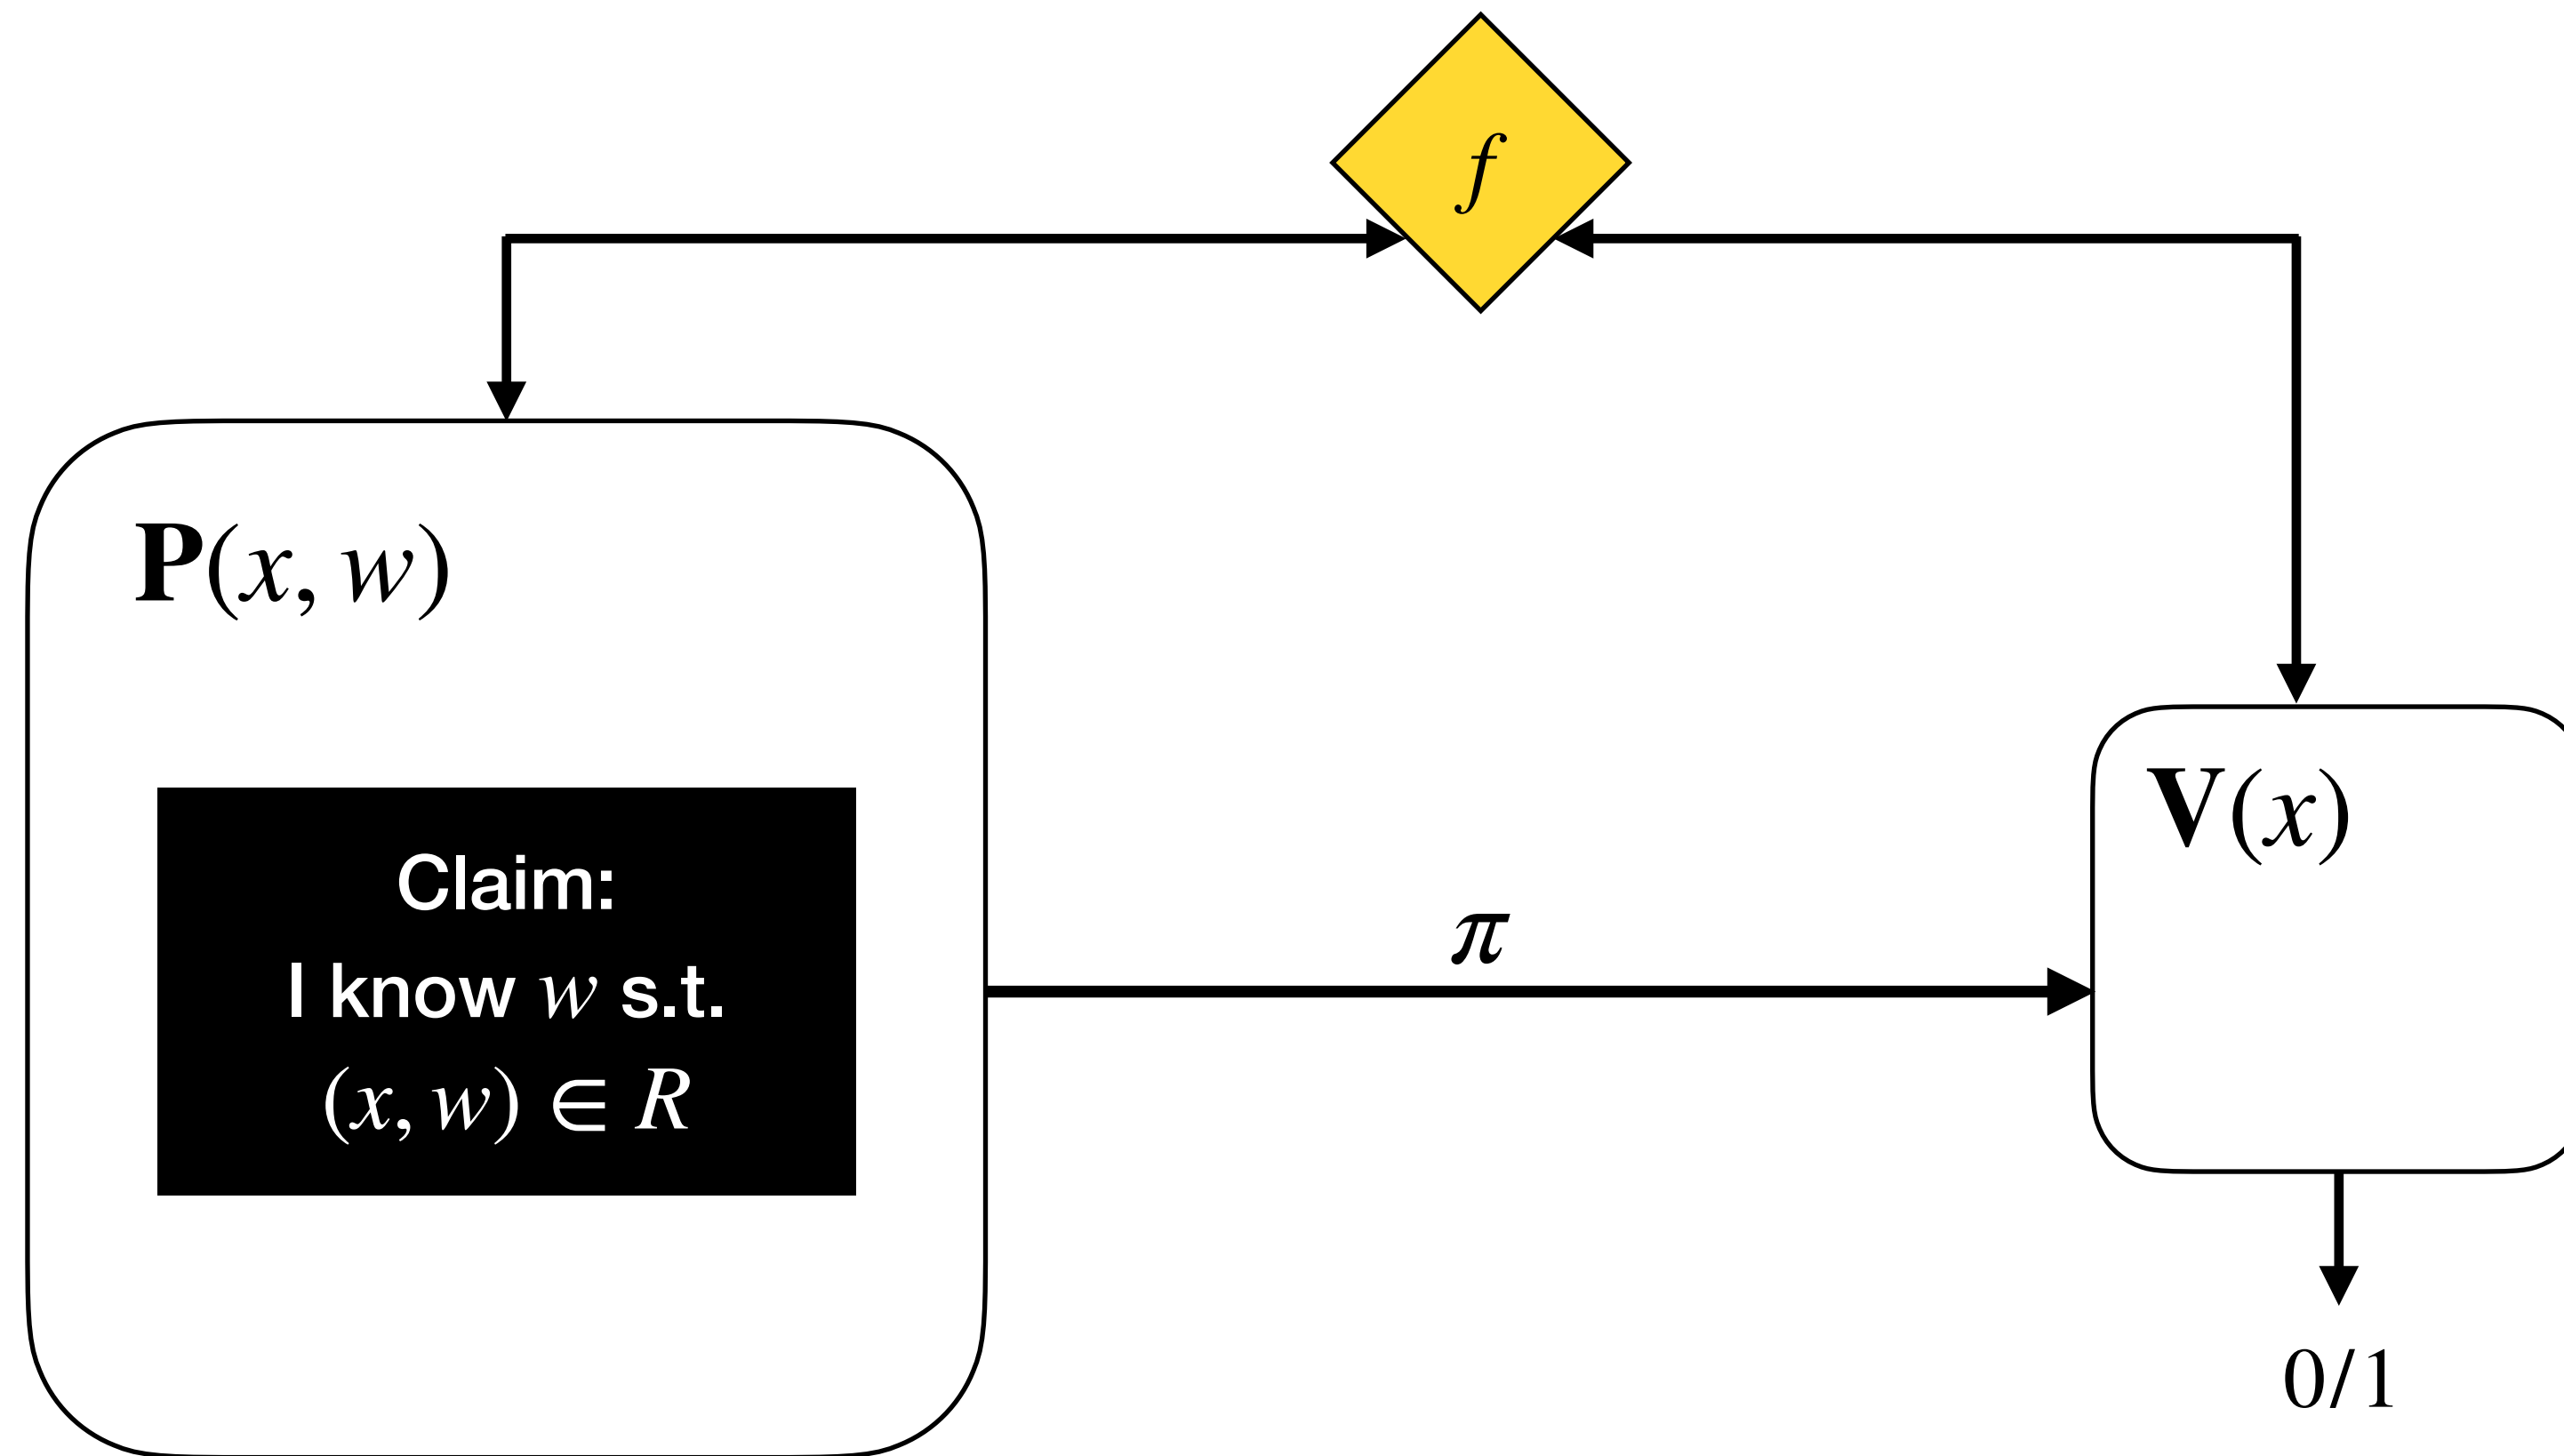 f
P(x, w)
Claim:
I know w s.t.
(x, w) ∈ R
π
V(x)
0/1